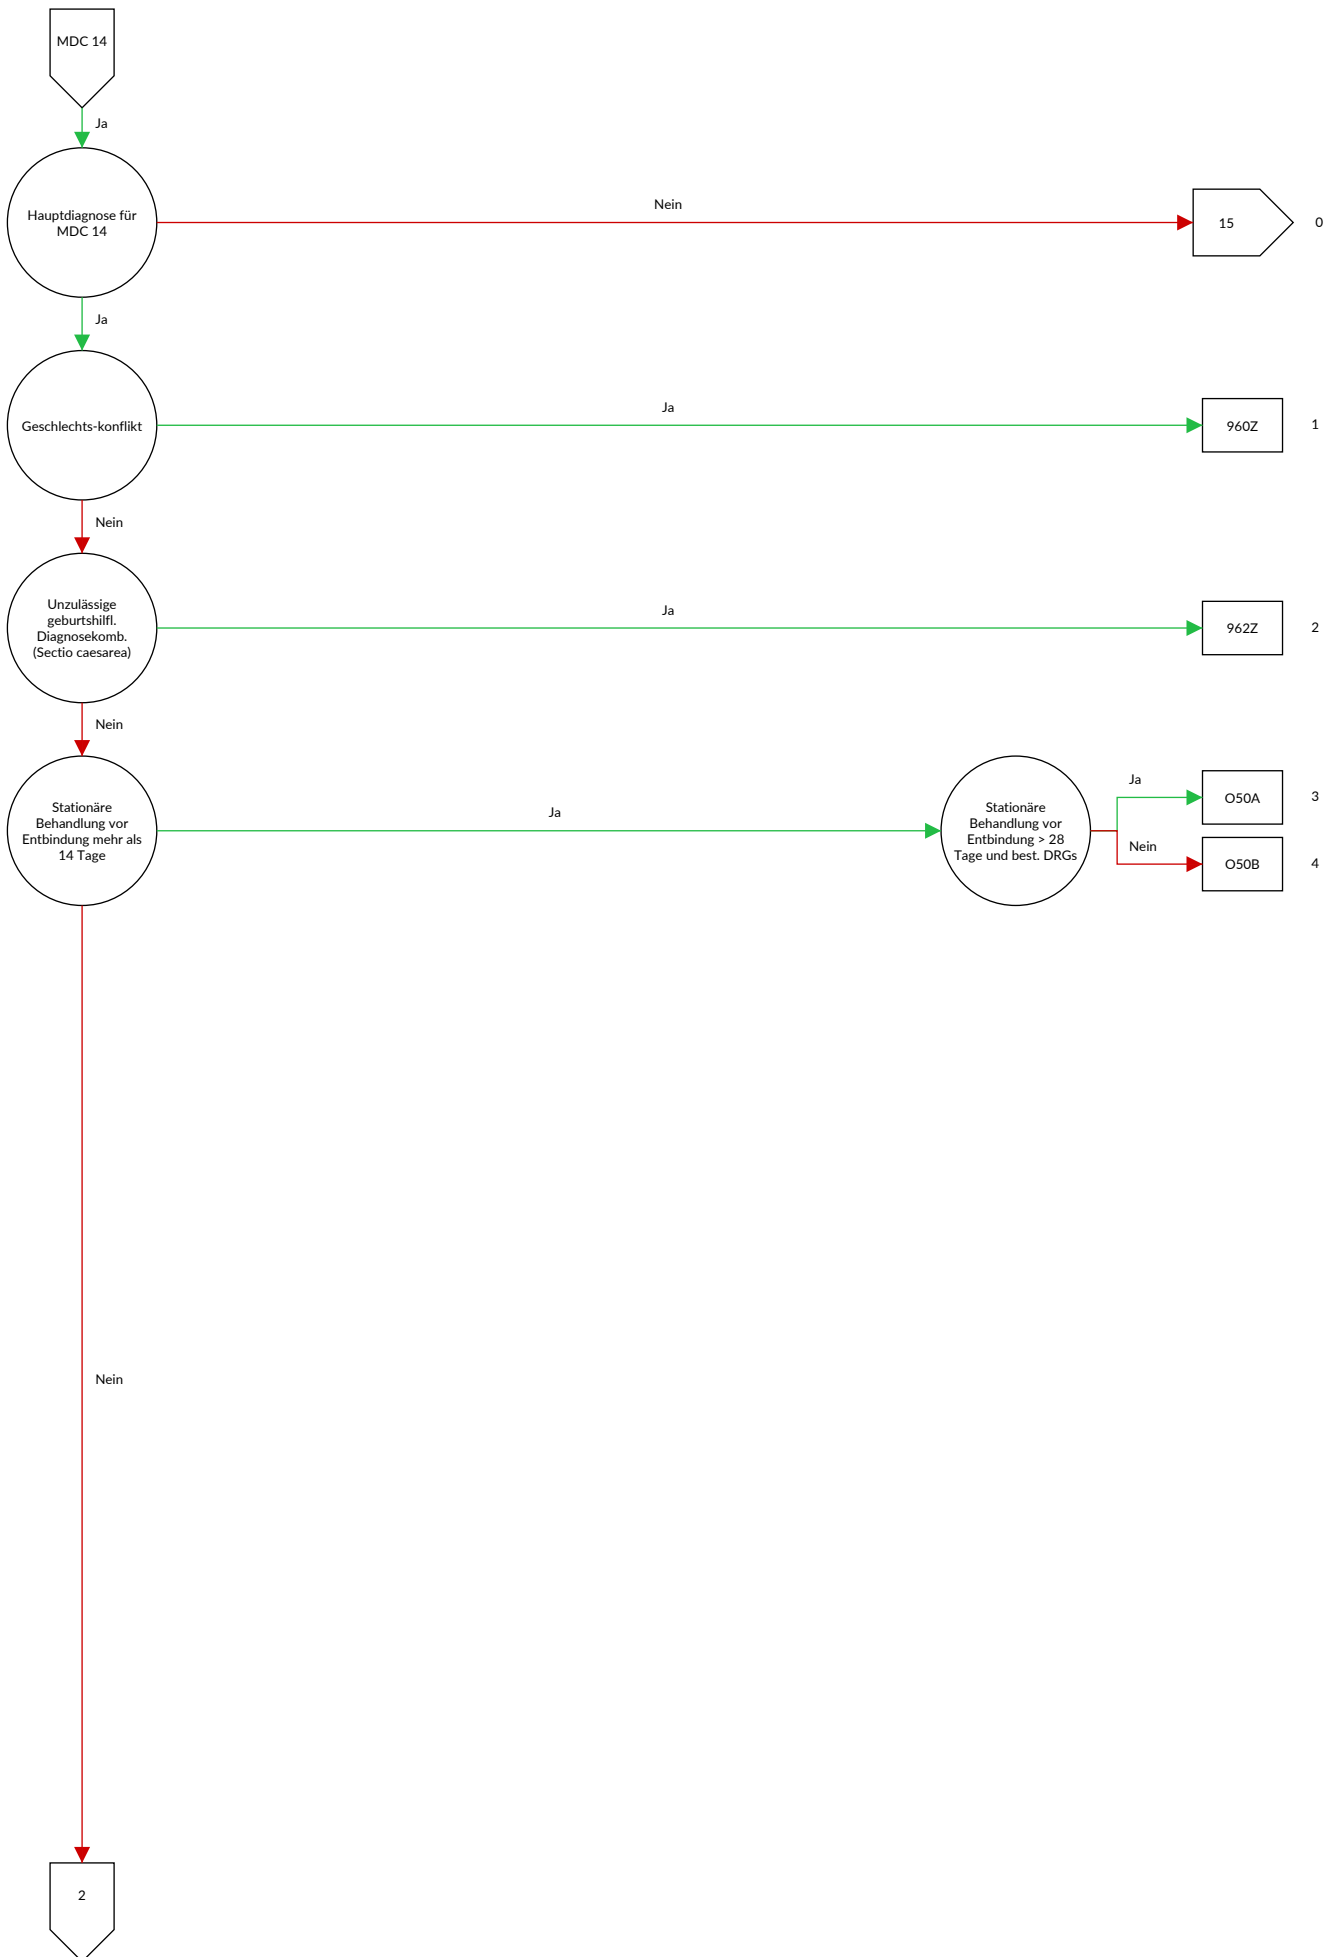 MDC 14
Ja
Hauptdiagnose für
MDC 14
Nein
15
0
Ja
Geschlechts-konflikt
Ja
960Z
1
Nein
Unzulässige
geburtshilfl.
Diagnosekomb.
(Sectio caesarea)
Ja
962Z
2
Nein
Stationäre
Behandlung vor
Entbindung mehr als
14 Tage
Ja
Stationäre
Behandlung vor
Entbindung > 28
Tage und best. DRGs
Ja
O50A
3
Nein
O50B
4
Nein
2